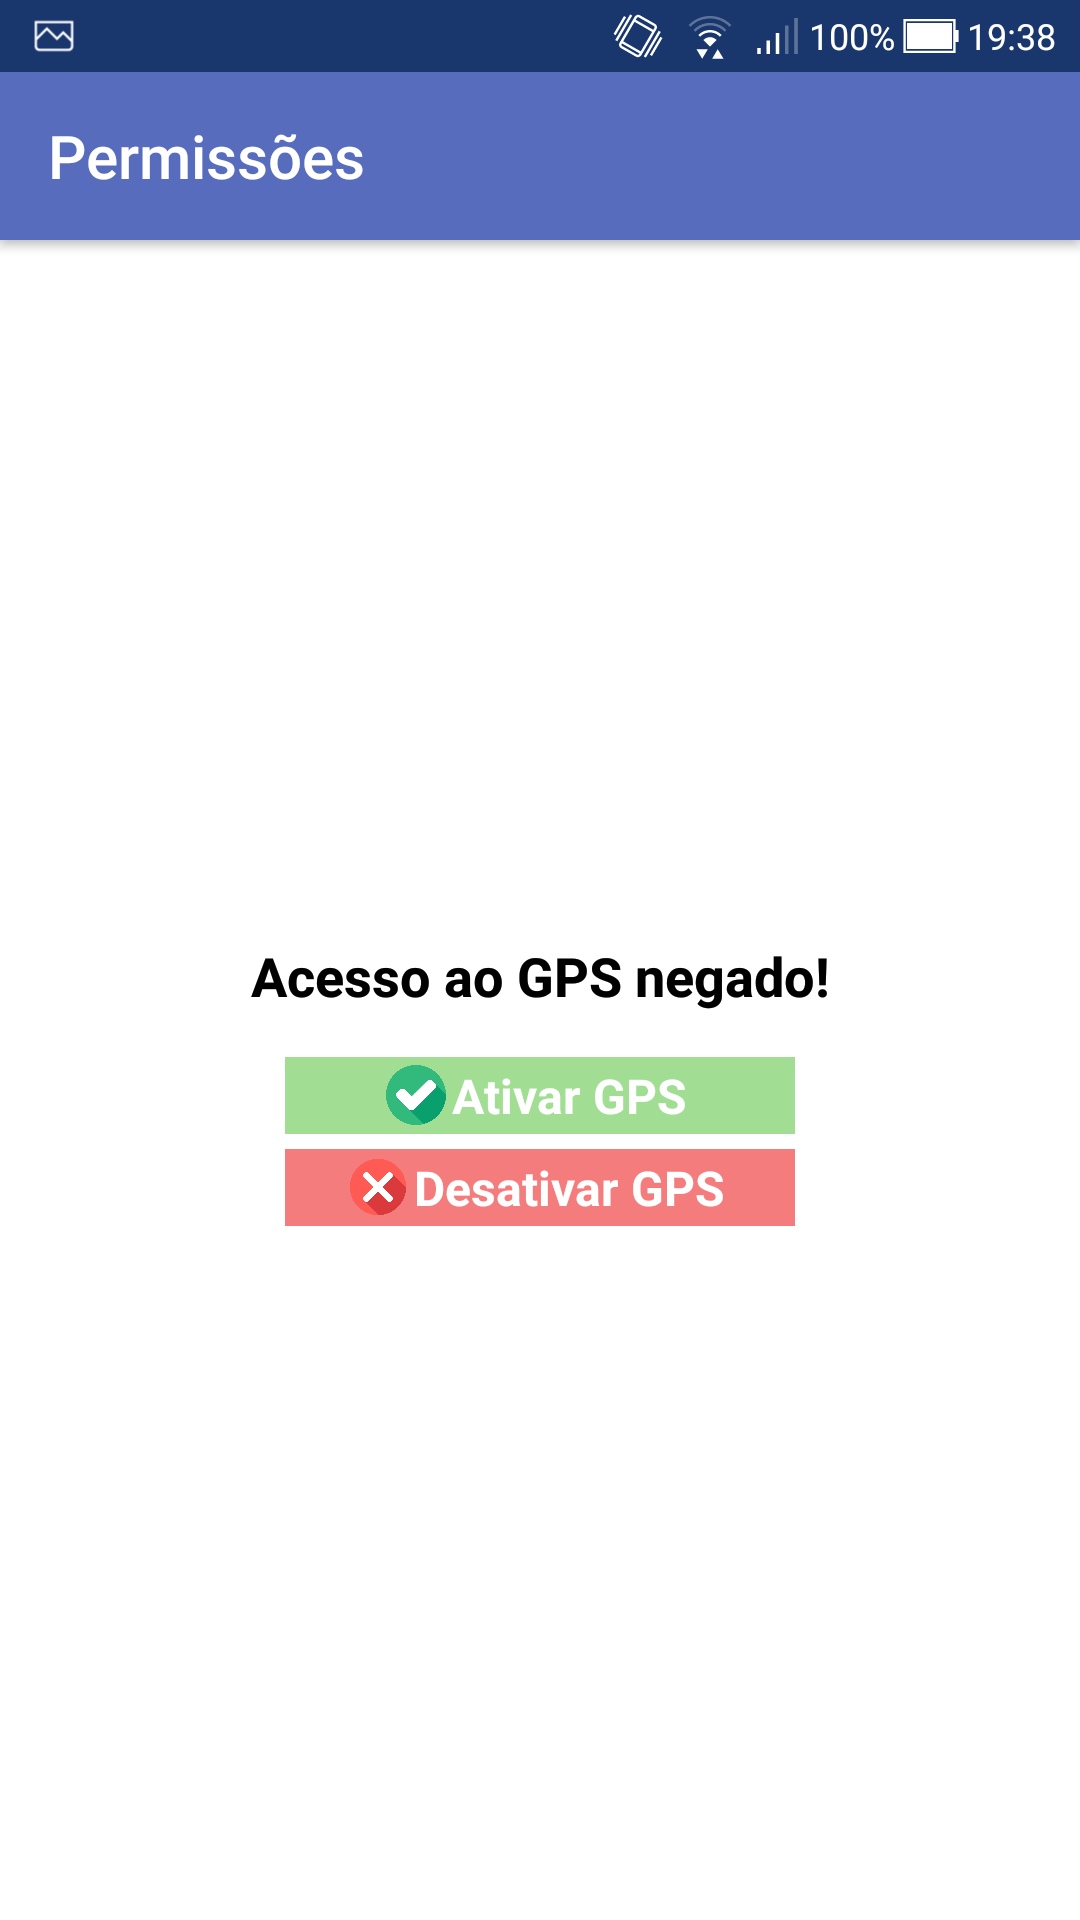 100% 19:38
Permissões
Acesso ao GPS negado!
Ativar GPS
Desativar GPS